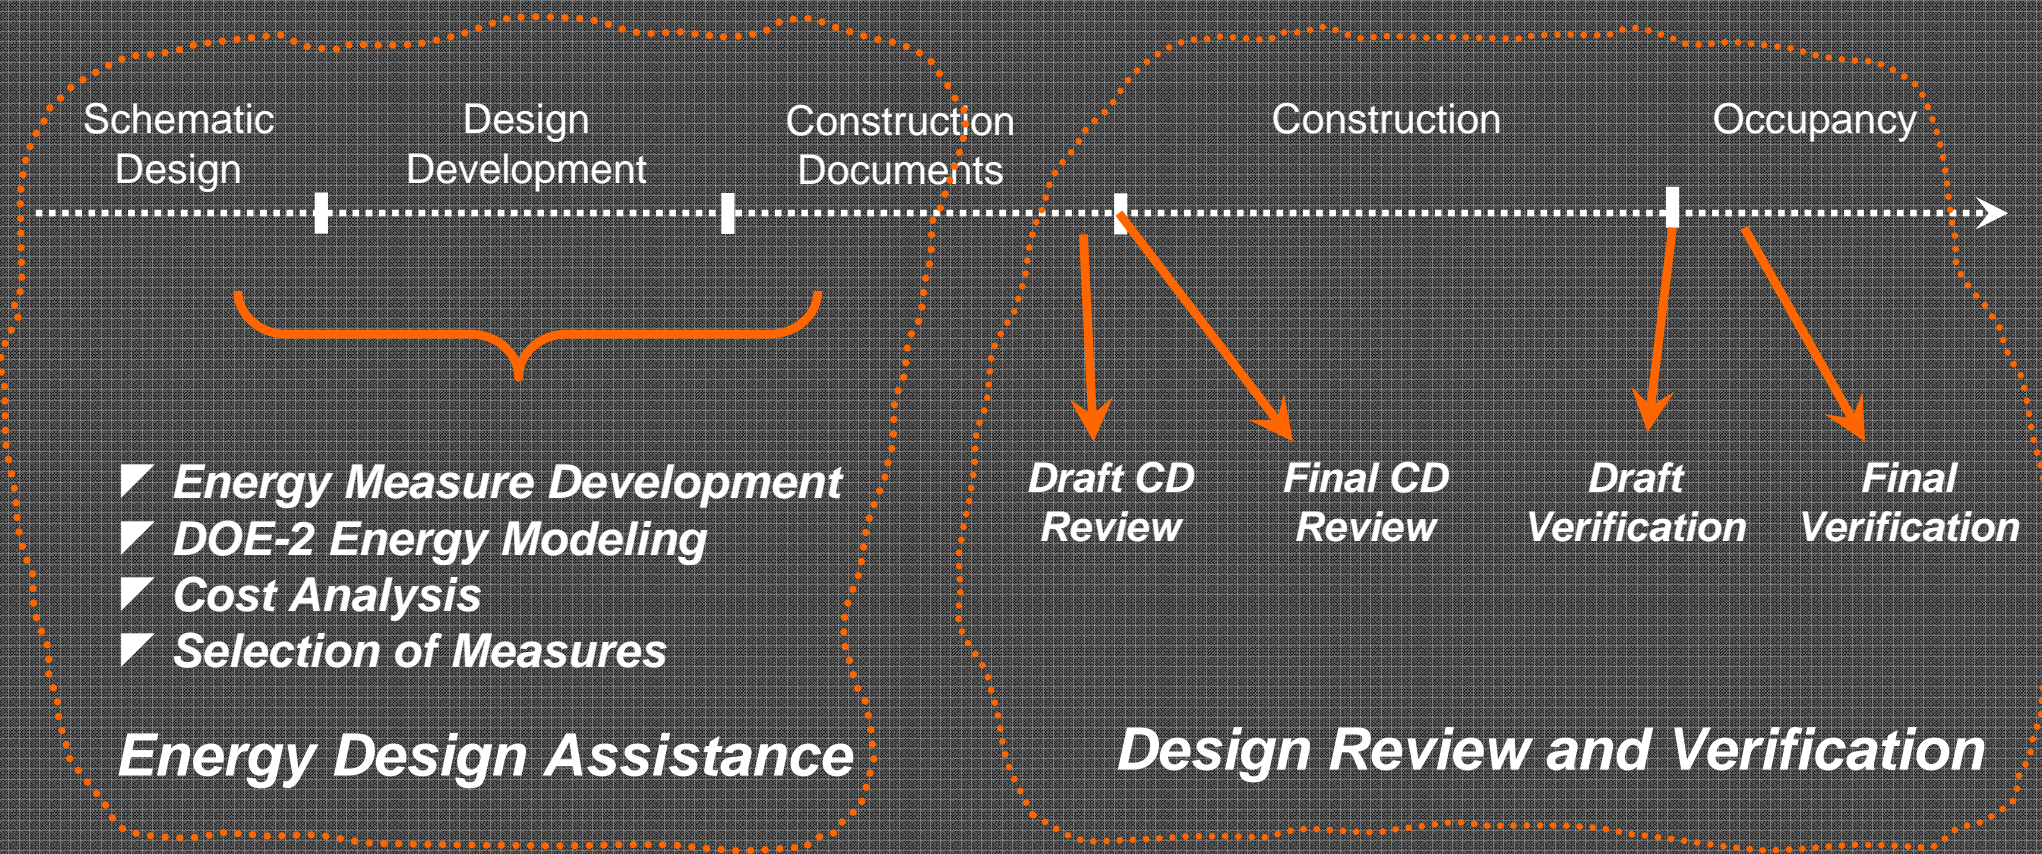 Schematic
Design
Design
Development
Construction
Documents
Construction
Occupancy
Energy Measure Development
DOE-2 Energy Modeling
Cost Analysis
Selection of Measures
Energy Design Assistance
Draft CD
Review
Final CD
Review
Draft
Verification
Final
Verification
Design Review and Verification